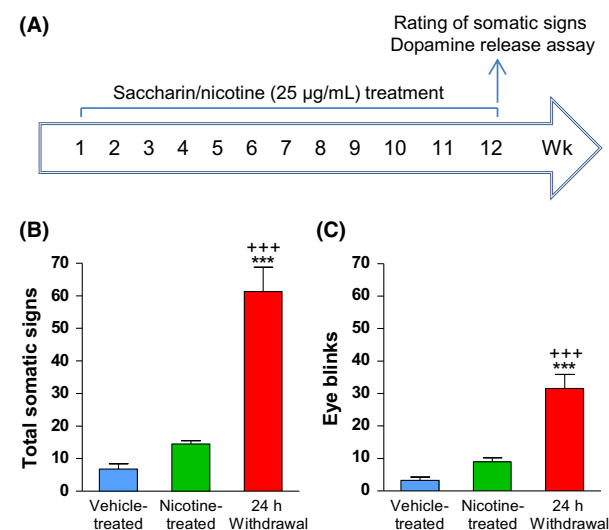 (A)
Rating of somatic signs
Dopamine release assay
Saccharin/nicotine (25 µg/mL) treatment
1 2 3 4 5 6 7 8 9 10 11 12 Wk
(B)
Total somatic signs
70
60
50
40
30
20
10
0
+++
***
Vehicle-
treated
Nicotine-
treated
24 h
Withdrawal
(C)
Eye blinks
70
60
50
40
30
20
10
0
+++
***
Vehicle-
treated
Nicotine-
treated
24 h
Withdrawal